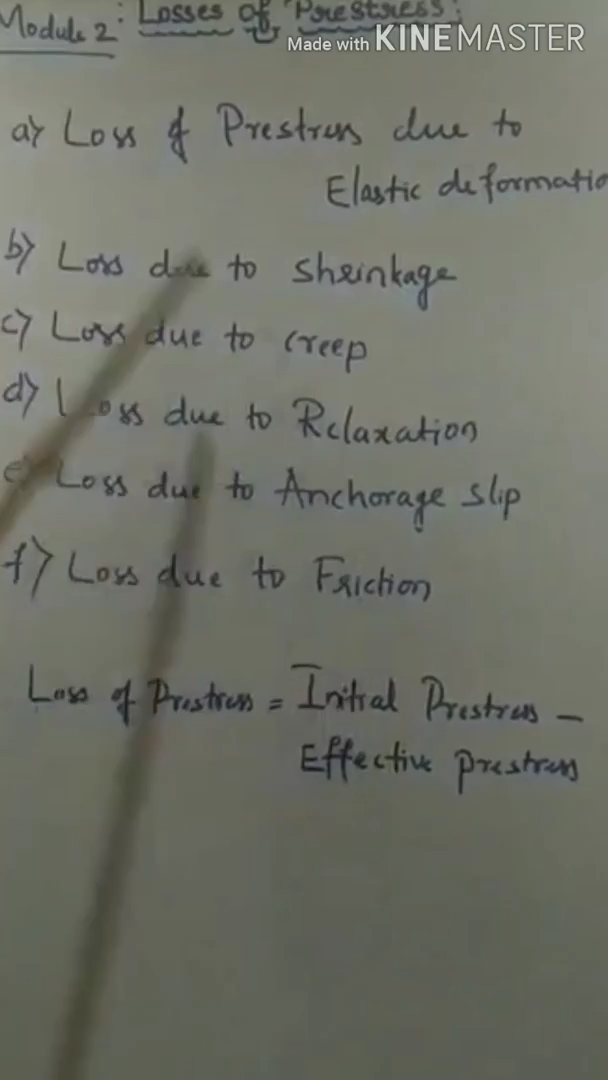 Module 2: Losses of Prestress:
Made with KINEMASTER
a) Loss of Prestress due to
Elastic deformatio
b) Loss due to Shrinkage
c) Loss due to Creep
d) Loss due to Relaxation
e) Loss due to Anchorage slip
f) Loss due to Friction
Loss of Prestress = Initial Prestress -
Effective prestress